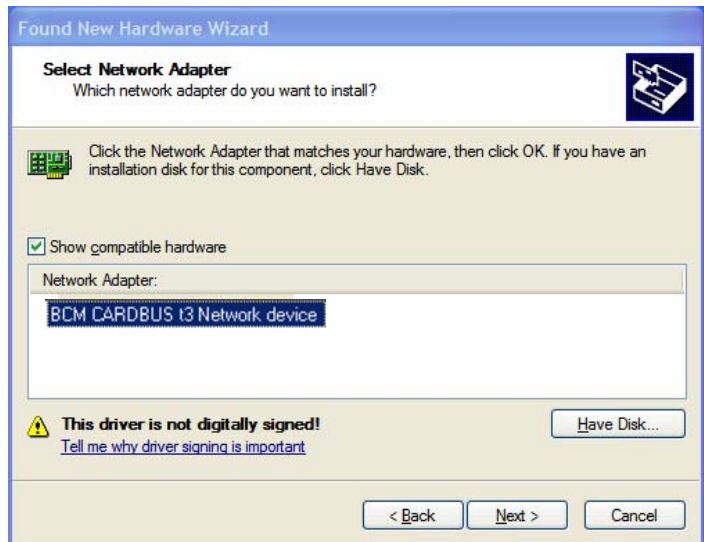 Found New Hardware Wizard
Select Network Adapter
Which network adapter do you want to install?
Click the Network Adapter that matches your hardware, then click OK. If you have an
installation disk for this component, click Have Disk.
Show compatible hardware
Network Adapter:
BCM CARDBUS t3 Network device
This driver is not digitally signed!
Tell me why driver signing is important
Have Disk...
< Back
Next >
Cancel